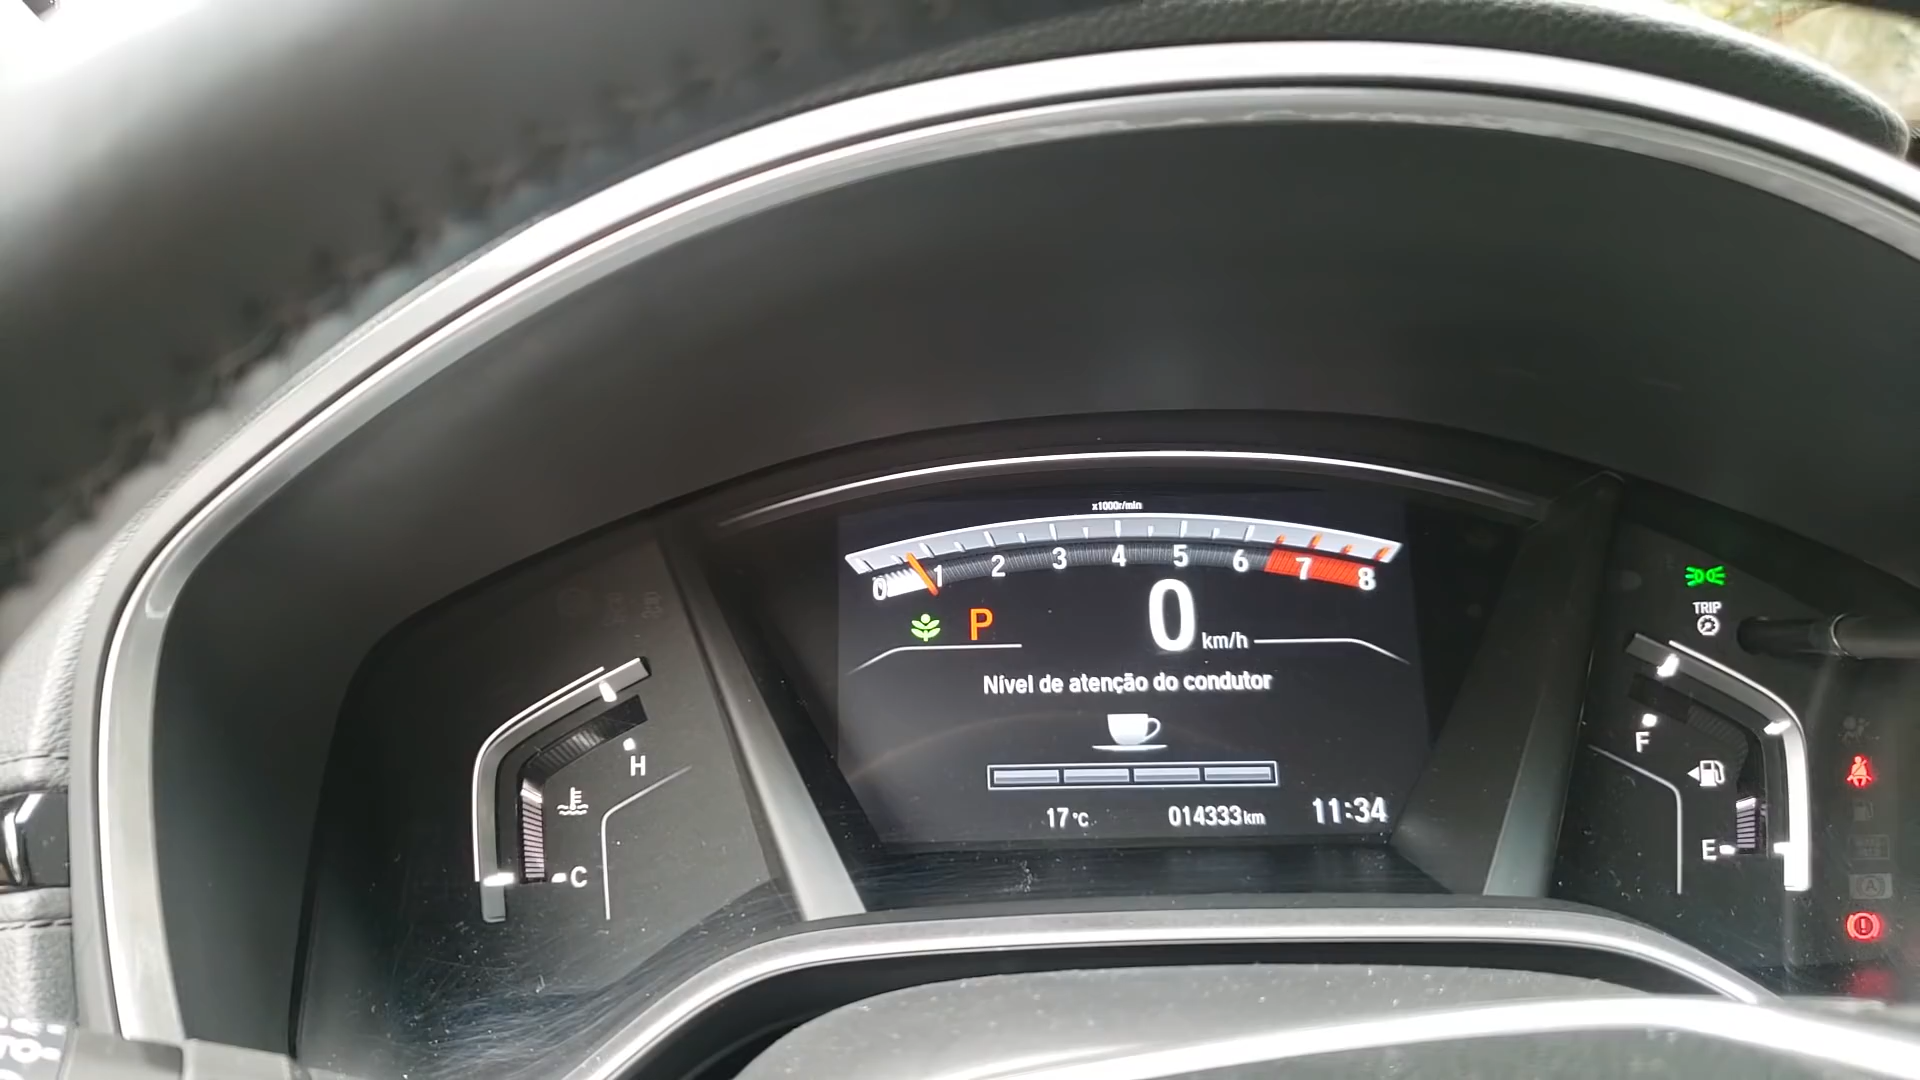 x1000r/min
0 1 2 3 4 5 6 7 8
P
0 km/h
Nível de atenção do condutor
17°C 014333km 11:34
H
C
TRIP
F
E
A